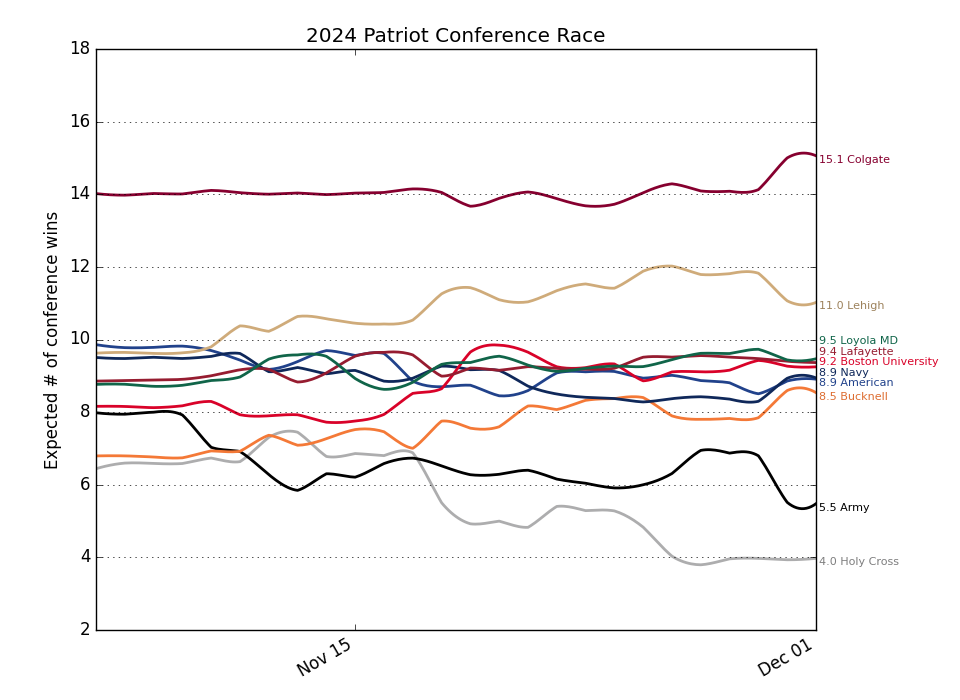 2024 Patriot Conference Race
Expected # of conference wins
18
16
14
12
10
8
6
4
2
15.1 Colgate
11.0 Lehigh
9.5 Loyola MD
9.4 Lafayette
9.2 Boston University
8.9 Navy
8.9 American
8.5 Bucknell
5.5 Army
4.0 Holy Cross
Nov 15
Dec 01